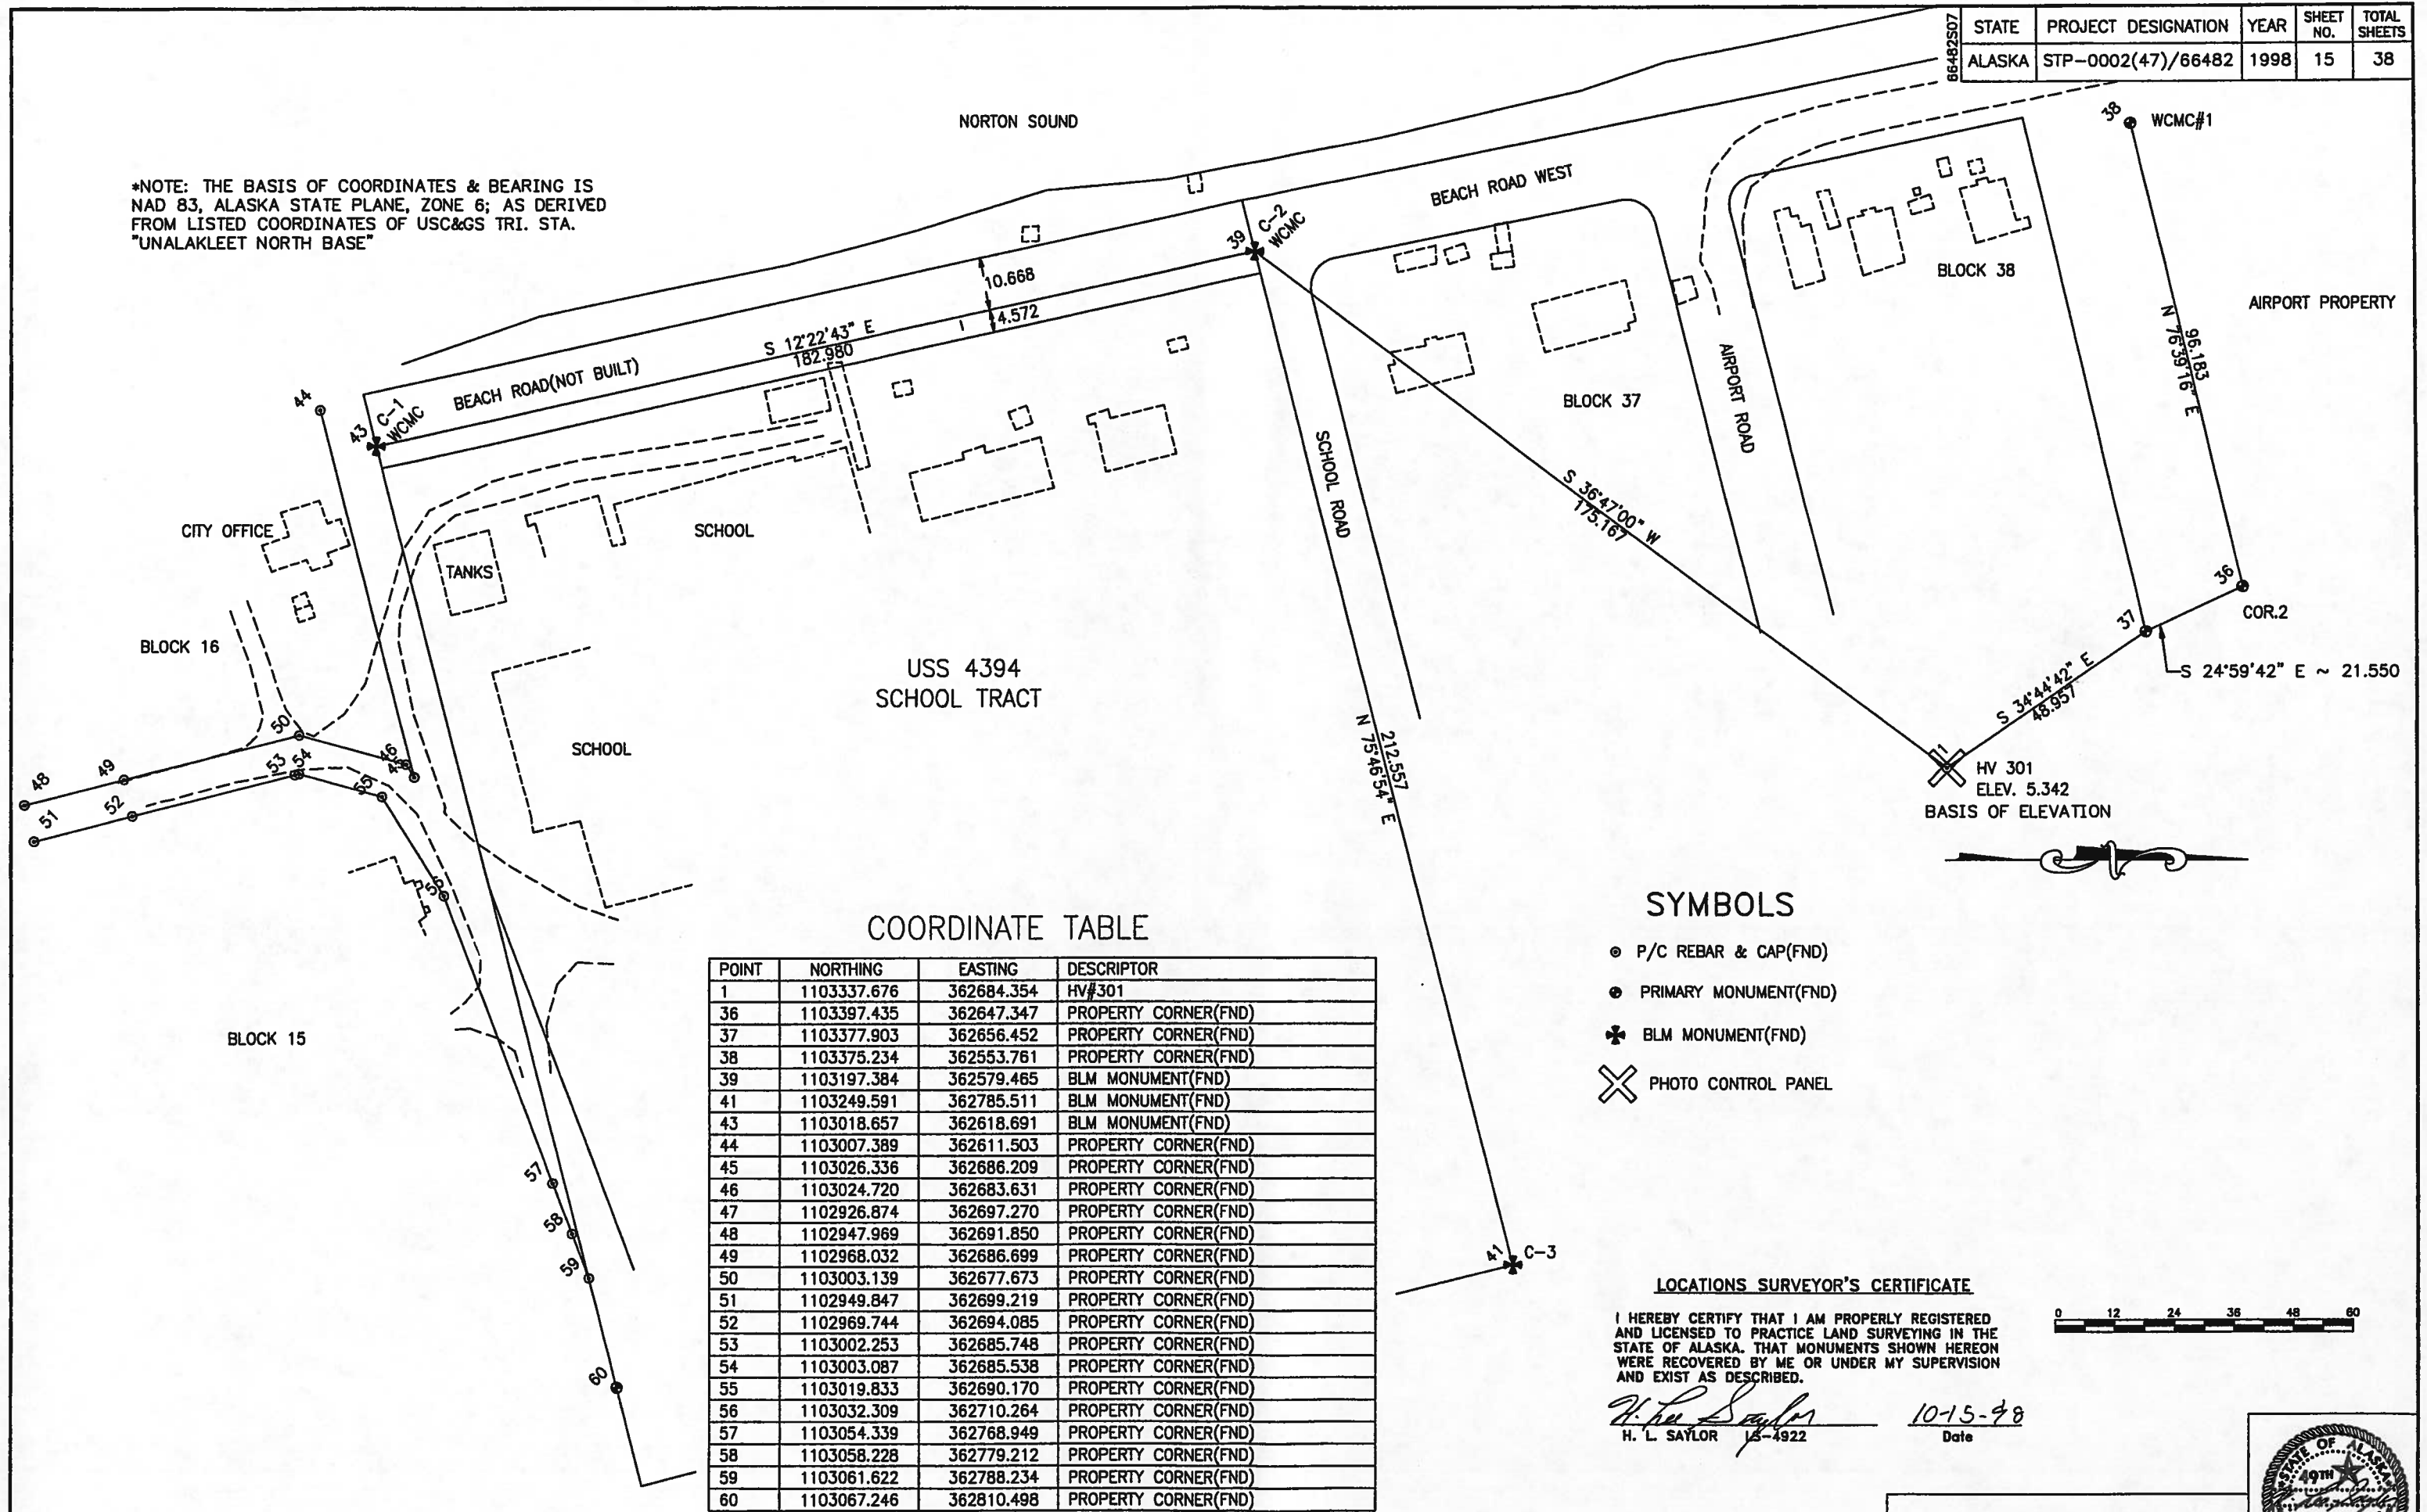 66482S07
STATE PROJECT DESIGNATION YEAR SHEET NO. TOTAL SHEETS
ALASKA STP-0002(47)/66482 1998 15 38
NORTON SOUND
38 WCMC#1
*NOTE: THE BASIS OF COORDINATES & BEARING IS
NAD 83, ALASKA STATE PLANE, ZONE 6; AS DERIVED
FROM LISTED COORDINATES OF USC&GS TRI. STA.
"UNALAKLEET NORTH BASE"
BEACH ROAD WEST
39 C-2
WCMC
BLOCK 38
AIRPORT PROPERTY
10.668
4.572
S 12°22'43" E
182.980
BEACH ROAD(NOT BUILT)
96.183
N 76°39'16" E
44
43 C-1
WCMC
BLOCK 37
AIRPORT ROAD
SCHOOL ROAD
S 36°47'00" W
175.167
CITY OFFICE
SCHOOL
TANKS
36
COR.2
37
BLOCK 16
USS 4394
SCHOOL TRACT
S 24°59'42" E ~ 21.550
S 34°44'42" E
48.957
212.557
N 75°46'54" E
SCHOOL
50
46
45
49
53
54
48
55
52
51
1
HV 301
ELEV. 5.342
BASIS OF ELEVATION
56
BLOCK 15
57
58
59
60
41 C-3
SYMBOLS
P/C REBAR & CAP(FND)
PRIMARY MONUMENT(FND)
BLM MONUMENT(FND)
PHOTO CONTROL PANEL
COORDINATE TABLE
POINT NORTHING EASTING DESCRIPTOR
1 1103337.676 362684.354 HV#301
36 1103397.435 362647.347 PROPERTY CORNER(FND)
37 1103377.903 362656.452 PROPERTY CORNER(FND)
38 1103375.234 362553.761 PROPERTY CORNER(FND)
39 1103197.384 362579.465 BLM MONUMENT(FND)
41 1103249.591 362785.511 BLM MONUMENT(FND)
43 1103018.657 362618.691 BLM MONUMENT(FND)
44 1103007.389 362611.503 PROPERTY CORNER(FND)
45 1103026.336 362686.209 PROPERTY CORNER(FND)
46 1103024.720 362683.631 PROPERTY CORNER(FND)
47 1102926.874 362697.270 PROPERTY CORNER(FND)
48 1102947.969 362691.850 PROPERTY CORNER(FND)
49 1102968.032 362686.699 PROPERTY CORNER(FND)
50 1103003.139 362677.673 PROPERTY CORNER(FND)
51 1102949.847 362699.219 PROPERTY CORNER(FND)
52 1102969.744 362694.085 PROPERTY CORNER(FND)
53 1103002.253 362685.748 PROPERTY CORNER(FND)
54 1103003.087 362685.538 PROPERTY CORNER(FND)
55 1103019.833 362690.170 PROPERTY CORNER(FND)
56 1103032.309 362710.264 PROPERTY CORNER(FND)
57 1103054.339 362768.949 PROPERTY CORNER(FND)
58 1103058.228 362779.212 PROPERTY CORNER(FND)
59 1103061.622 362788.234 PROPERTY CORNER(FND)
60 1103067.246 362810.498 PROPERTY CORNER(FND)
LOCATIONS SURVEYOR'S CERTIFICATE
I HEREBY CERTIFY THAT I AM PROPERLY REGISTERED
AND LICENSED TO PRACTICE LAND SURVEYING IN THE
STATE OF ALASKA. THAT MONUMENTS SHOWN HEREON
WERE RECOVERED BY ME OR UNDER MY SUPERVISION
AND EXIST AS DESCRIBED.
H. Lee Saylor 10-15-98
H. L. SAYLOR LS-4922 Date
0 12 24 36 48 60
STATE OF ALASKA
49TH